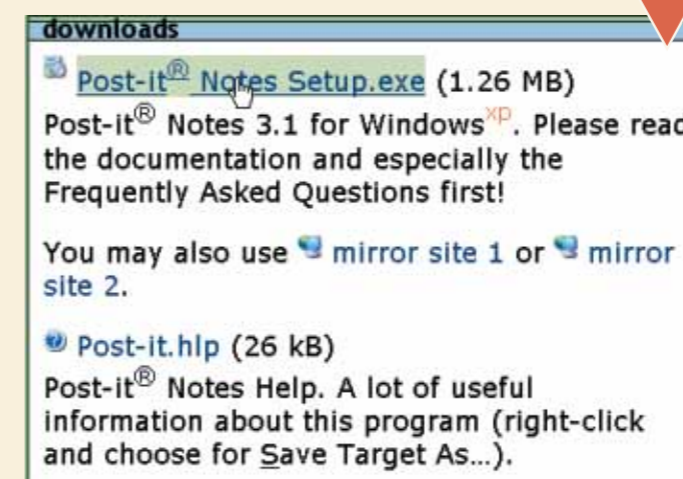 downloads
Post-it® Notes Setup.exe (1.26 MB)
Post-it® Notes 3.1 for Windowsxp. Please read
the documentation and especially the
Frequently Asked Questions first!
You may also use mirror site 1 or mirror
site 2.
Post-it.hlp (26 kB)
Post-it® Notes Help. A lot of useful
information about this program (right-click
and choose for Save Target As...).